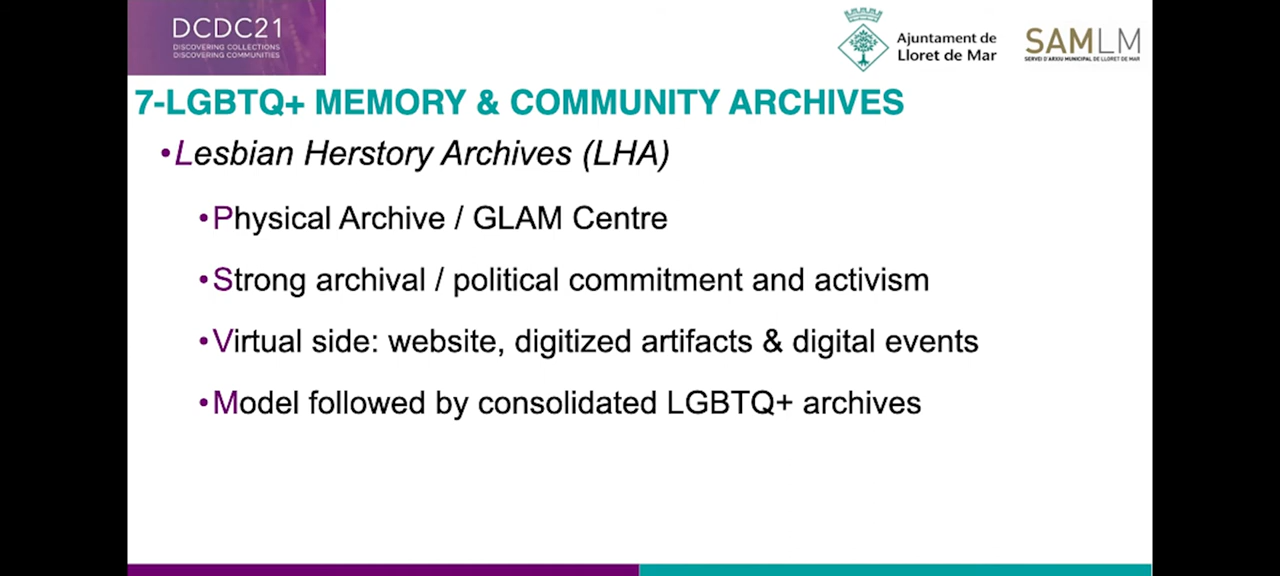 DCDC21
DISCOVERING COLLECTIONS
DISCOVERING COMMUNITIES
Ajuntament de
Lloret de Mar
SAMLM
SERVEI D'ARXIU MUNICIPAL DE LLORET DE MAR
7-LGBTQ+ MEMORY & COMMUNITY ARCHIVES
•Lesbian Herstory Archives (LHA)
•Physical Archive / GLAM Centre
•Strong archival / political commitment and activism
•Virtual side: website, digitized artifacts & digital events
•Model followed by consolidated LGBTQ+ archives